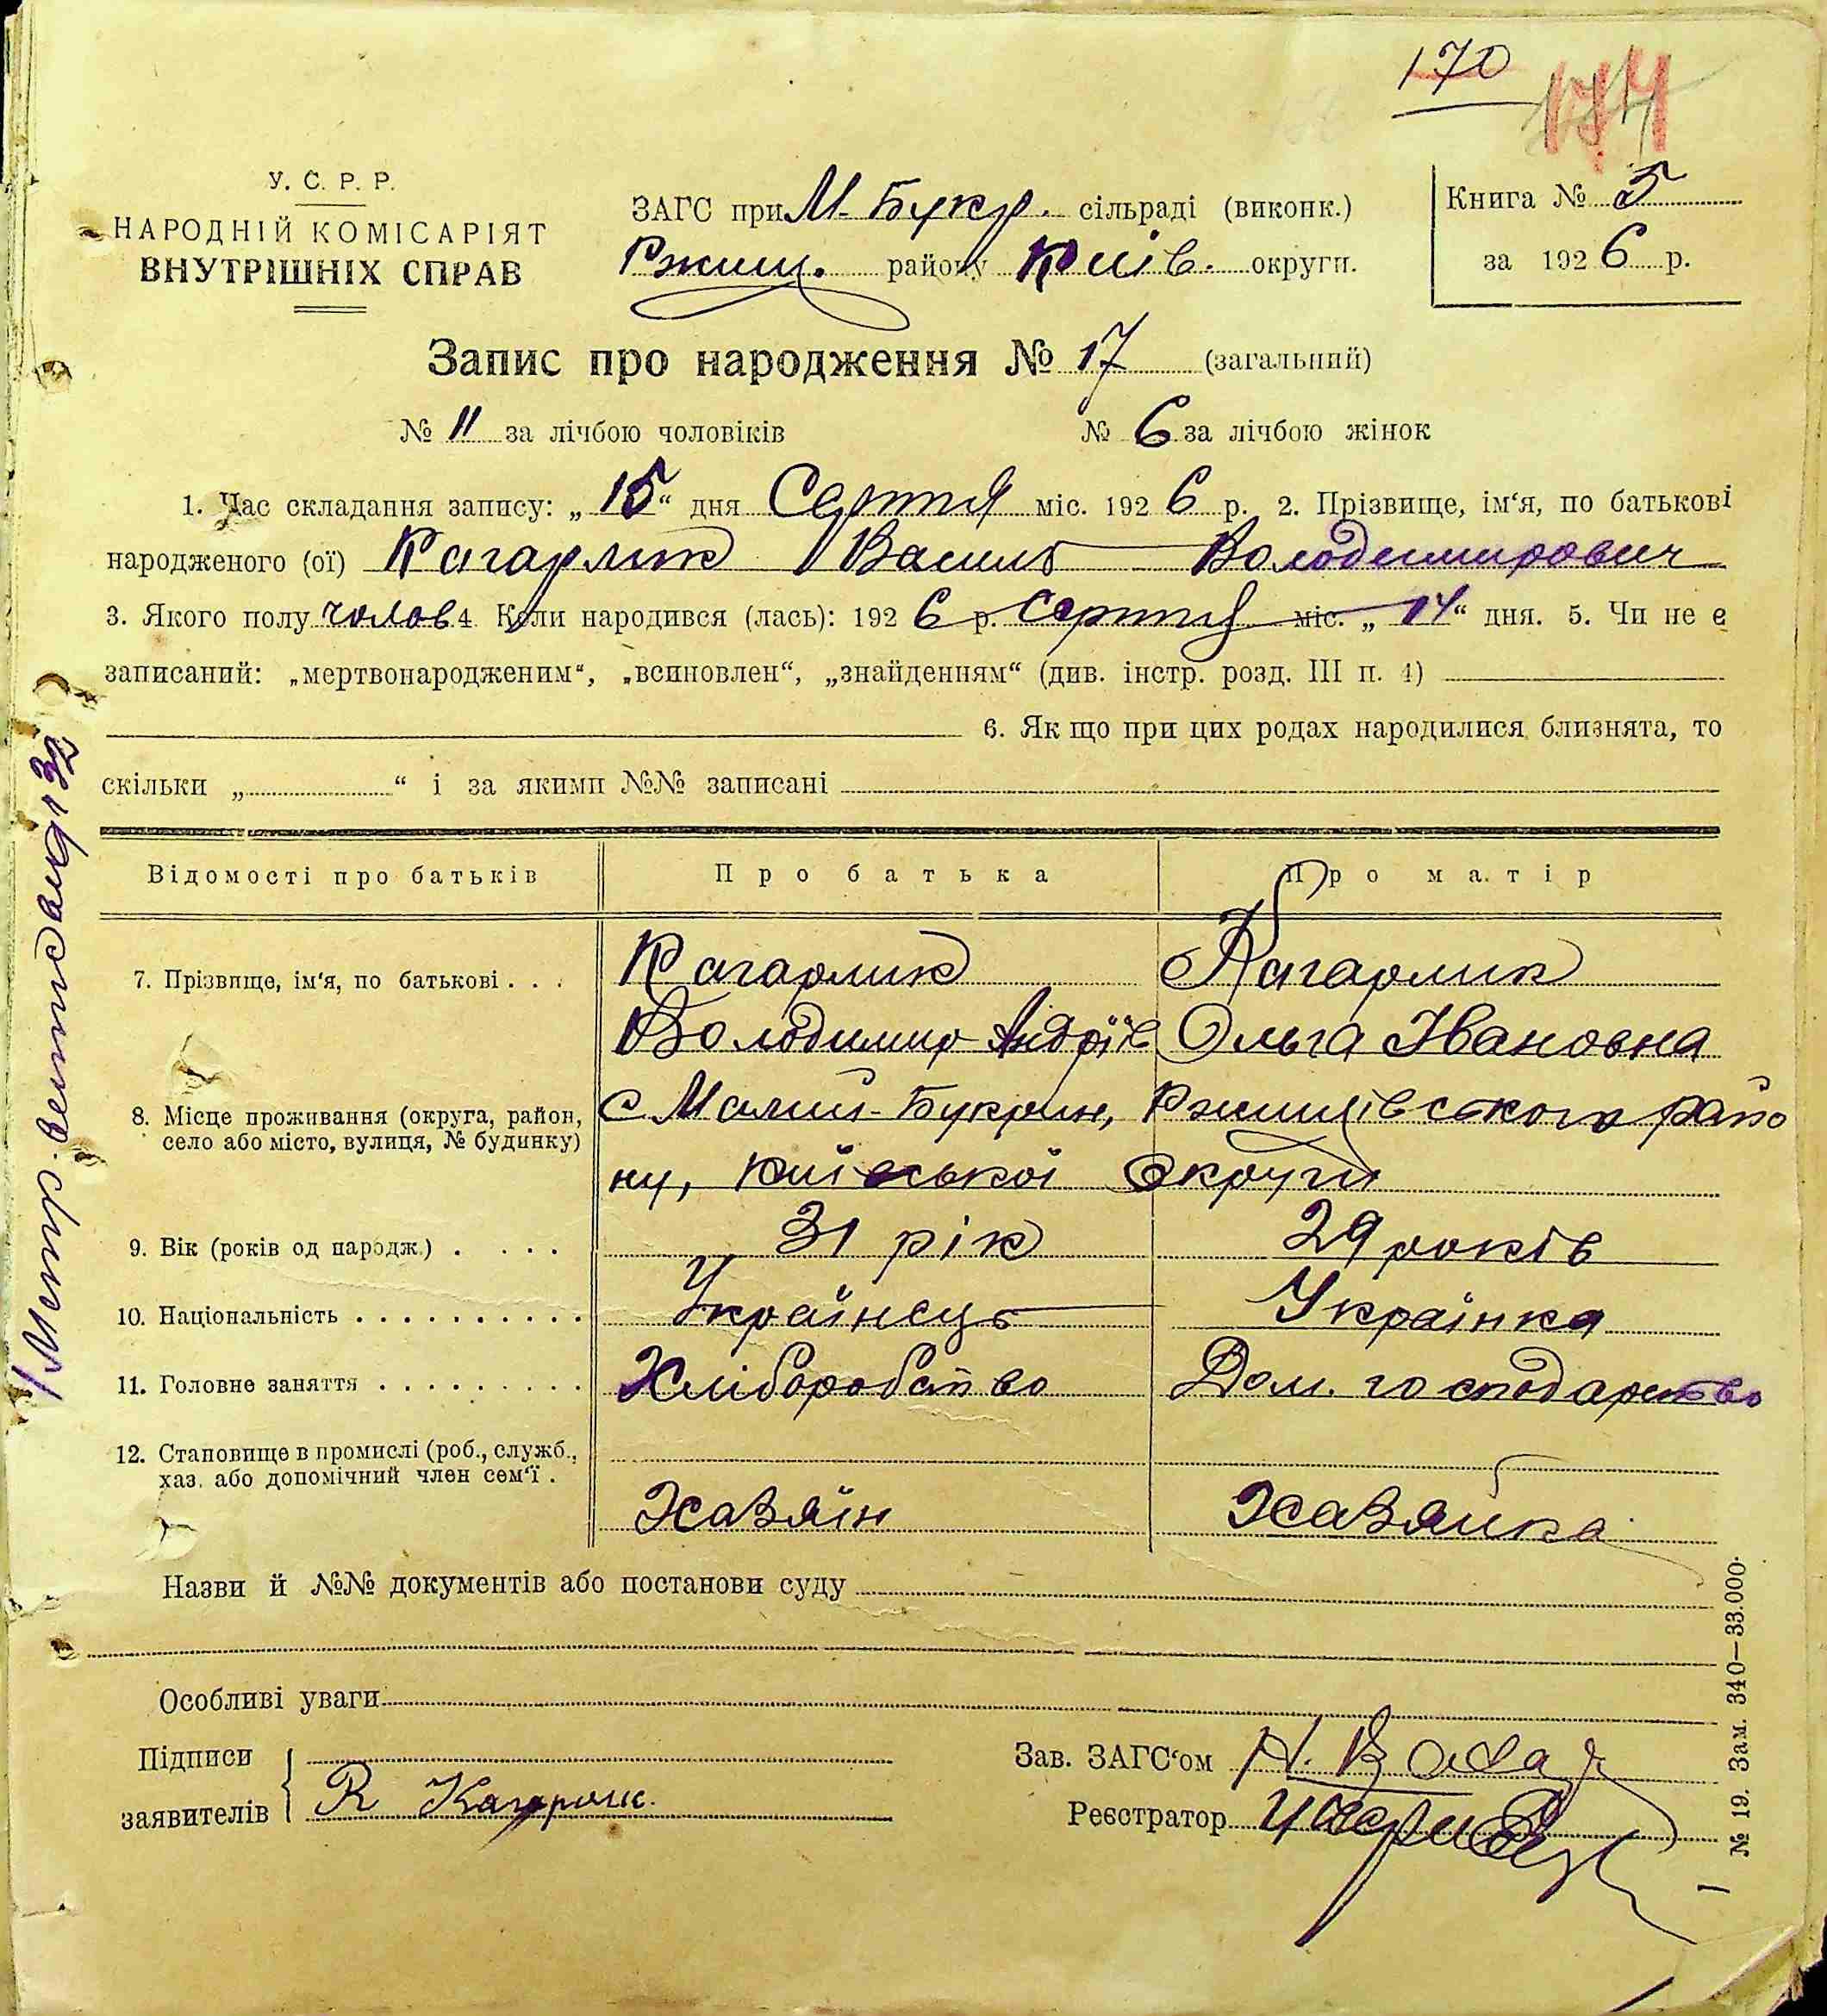 170
174
У. С. Р. Р.
НАРОДНІЙ КОМІСАРІЯТ
ВНУТРІШНІХ СПРАВ
ЗАГС при М-Букр. сільраді (виконк.)
Ржищ. району Київ. округи.
Книга № 5
за 1926 р.
Запис про народження № 17 (загальний)
№ 11 за лічбою чоловіків № 6 за лічбою жінок
1. Час складання запису: „15“ дня Серпня міс. 1926 р. 2. Прізвище, ім‘я, по батькові
народженого (ої) Кагарлик Василь Володимирович
3. Якого полу чолов 4. Коли народився (лась): 1926 р. Серпня міс. „14“ дня. 5. Чи не є
записаний: „мертвонародженим“, „всиновлен“, „знайденням“ (див. інстр. розд. III п. 4)
6. Як що при цих родах народилися близнята, то
скільки „ “ і за якими №№ записані
Відомості про батьків Про батька Про матір
7. Прізвище, ім‘я, по батькові . . . Кагарлик Кагарлик
Володимир Андріїв Ольга Івановна
8. Місце проживання (округа, район, с Малий-Букрин, Ржищівського райо
село або місто, вулиця, № будинку)
ну, Київської Округи
9. Вік (років од народж.) . . . . 31 рік 29 років
10. Національність . . . . . . . . . . Українець Українка
11. Головне заняття . . . . . . . . . Хліборобство Дом. господарство
12. Становище в промислі (роб., служб.,
хаз. або допомічний член сем‘ї .
Хазяїн Хазяйка
Назви й №№ документів або постанови суду
Особливі уваги
Підписи
заявителів В Кагарлик.
Зав. ЗАГС‘ом
Реєстратор
№ 19. Зам. 340—33.000.